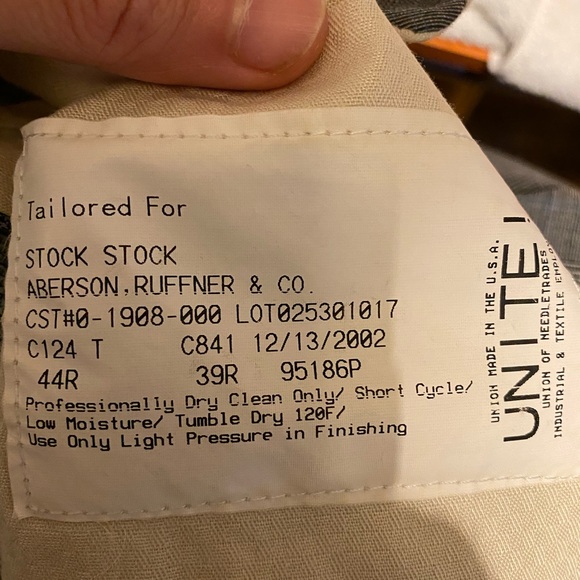 Tailored For
STOCK STOCK
ABERSON,RUFFNER & CO.
CST#0-1908-000 LOT025301017
C124 T C841 12/13/2002
44R 39R 95186P
Professionally Dry Clean Only/ Short Cycle/
Low Moisture/ Tumble Dry 120F/
Use Only Light Pressure in Finishing
UNION MADE IN THE U.S.A.
UNITE!
UNION OF NEEDLETRADES
INDUSTRIAL & TEXTILE